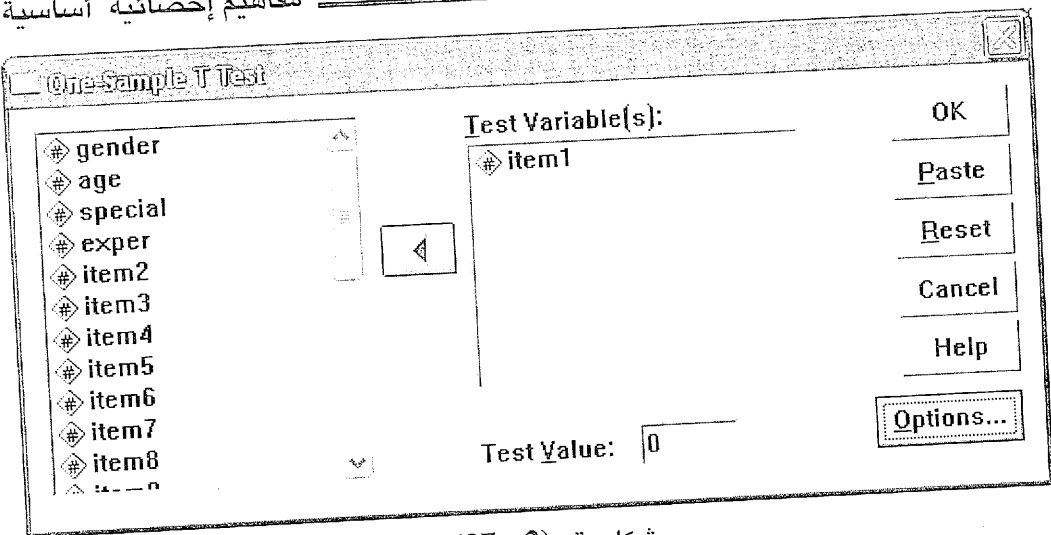 مفاهيم إحصائية أساسية
One-Sample T Test
gender
age
special
exper
item2
item3
item4
item5
item6
item7
item8
Test Variable(s):
item1
Test Value: 0
OK
Paste
Reset
Cancel
Help
Options...